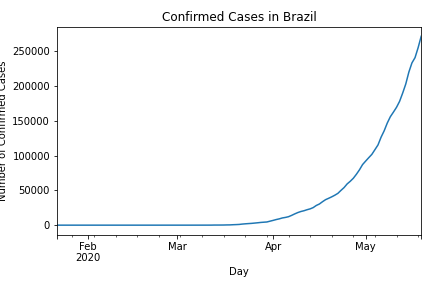 Confirmed Cases in Brazil
Number of Confirmed Cases
250000
200000
150000
100000
50000
0
Feb
2020
Mar
Apr
May
Day